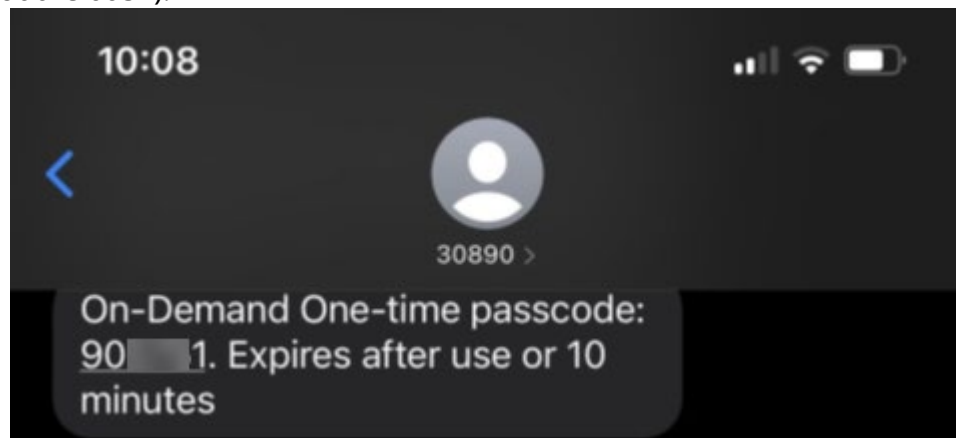 10:08
30890 >
On-Demand One-time passcode:
90 1. Expires after use or 10
minutes